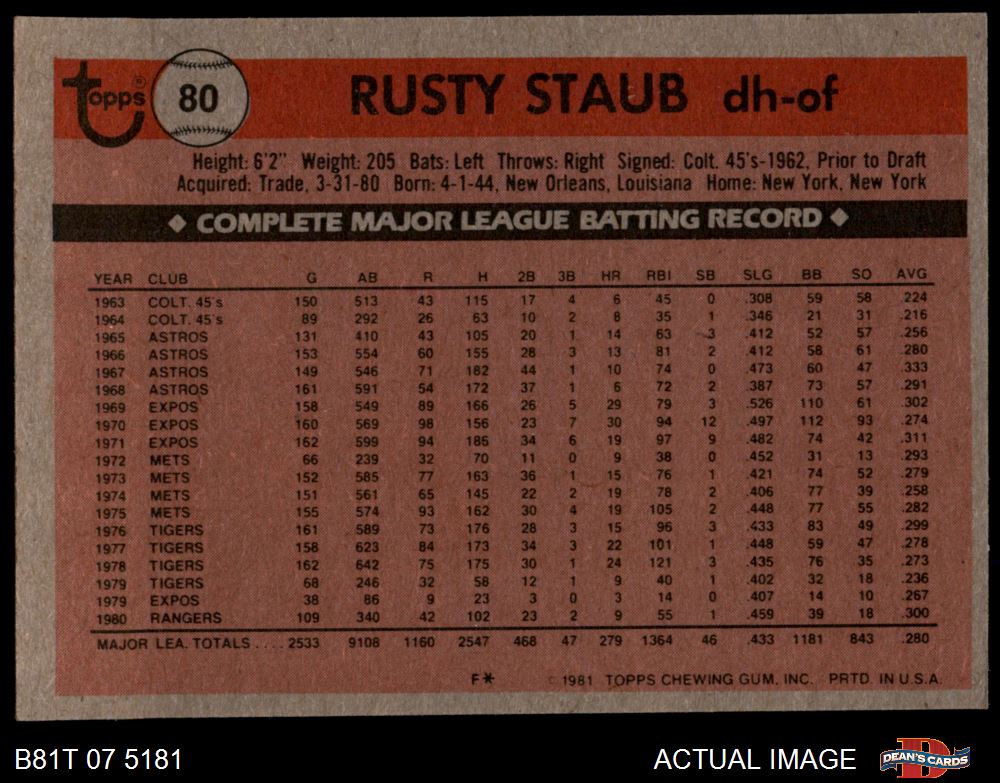 topps ® 80 RUSTY STAUB dh-of
Height: 6'2" Weight: 205 Bats: Left Throws: Right Signed: Colt. 45's-1962, Prior to Draft
Acquired: Trade, 3-31-80 Born: 4-1-44, New Orleans, Louisiana Home: New York, New York
◆ COMPLETE MAJOR LEAGUE BATTING RECORD ◆
YEAR CLUB G AB R H 2B 3B HR RBI SB SLG BB SO AVG
1963 COLT. 45's 150 513 43 115 17 4 6 45 0 .308 59 58 .224
1964 COLT. 45's 89 292 26 63 10 2 8 35 1 .346 21 31 .216
1965 ASTROS 131 410 43 105 20 1 14 63 3 .412 52 57 .256
1966 ASTROS 153 554 60 155 28 3 13 81 2 .412 58 61 .280
1967 ASTROS 149 546 71 182 44 1 10 74 0 .473 60 47 .333
1968 ASTROS 161 591 54 172 37 1 6 72 2 .387 73 57 .291
1969 EXPOS 158 549 89 166 26 5 29 79 3 .526 110 61 .302
1970 EXPOS 160 569 98 156 23 7 30 94 12 .497 112 93 .274
1971 EXPOS 162 599 94 186 34 6 19 97 9 .482 74 42 .311
1972 METS 66 239 32 70 11 0 9 38 0 .452 31 13 .293
1973 METS 152 585 77 163 36 1 15 76 1 .421 74 52 .279
1974 METS 151 561 65 145 22 2 19 78 2 .406 77 39 .258
1975 METS 155 574 93 162 30 4 19 105 2 .448 77 55 .282
1976 TIGERS 161 589 73 176 28 3 15 96 3 .433 83 49 .299
1977 TIGERS 158 623 84 173 34 3 22 101 1 .448 59 47 .278
1978 TIGERS 162 642 75 175 30 1 24 121 3 .435 76 35 .273
1979 TIGERS 68 246 32 58 12 1 9 40 1 .402 32 18 .236
1979 EXPOS 38 86 9 23 3 0 3 14 0 .407 14 10 .267
1980 RANGERS 109 340 42 102 23 2 9 55 1 .459 39 18 .300
MAJOR LEA. TOTALS .... 2533 9108 1160 2547 468 47 279 1364 46 .433 1181 843 .280
F* © 1981 TOPPS CHEWING GUM, INC. PRTD. IN U.S.A.
B81T 07 5181 ACTUAL IMAGE DEAN'S CARDS